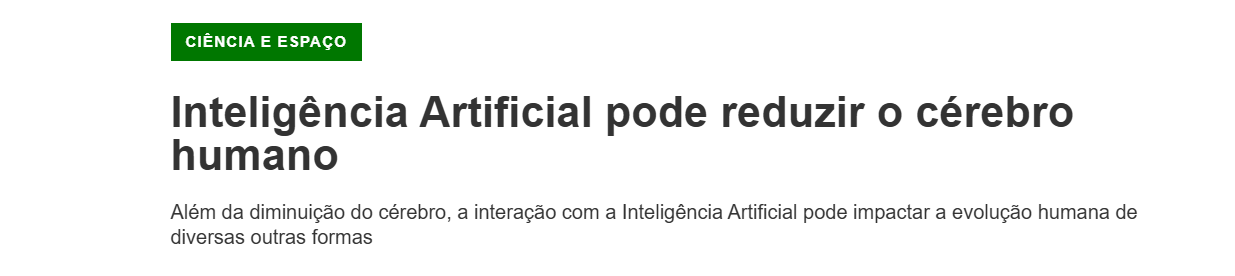 CIÊNCIA E ESPAÇO
Inteligência Artificial pode reduzir o cérebro
humano
Além da diminuição do cérebro, a interação com a Inteligência Artificial pode impactar a evolução humana de
diversas outras formas